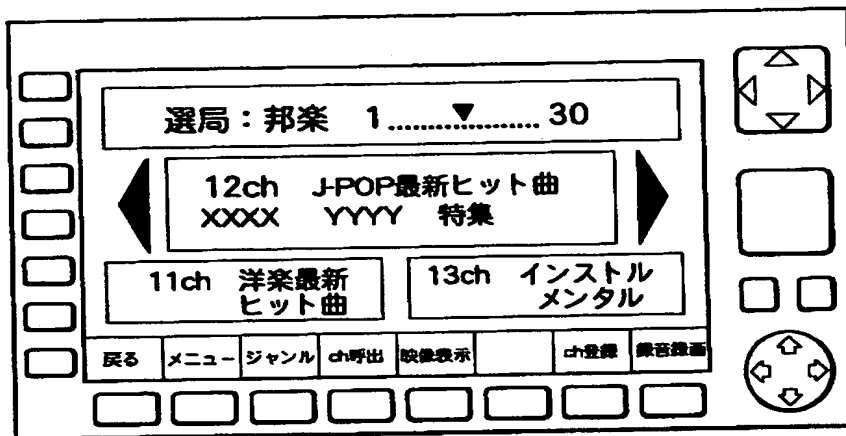 選局：邦楽 1..................30
12ch J-POP最新ヒット曲
XXXX YYYY 特集
11ch 洋楽最新
ヒット曲
13ch インストル
メンタル
戻る メニュー ジャンル ch呼出 映像表示 ch登録 録音録画